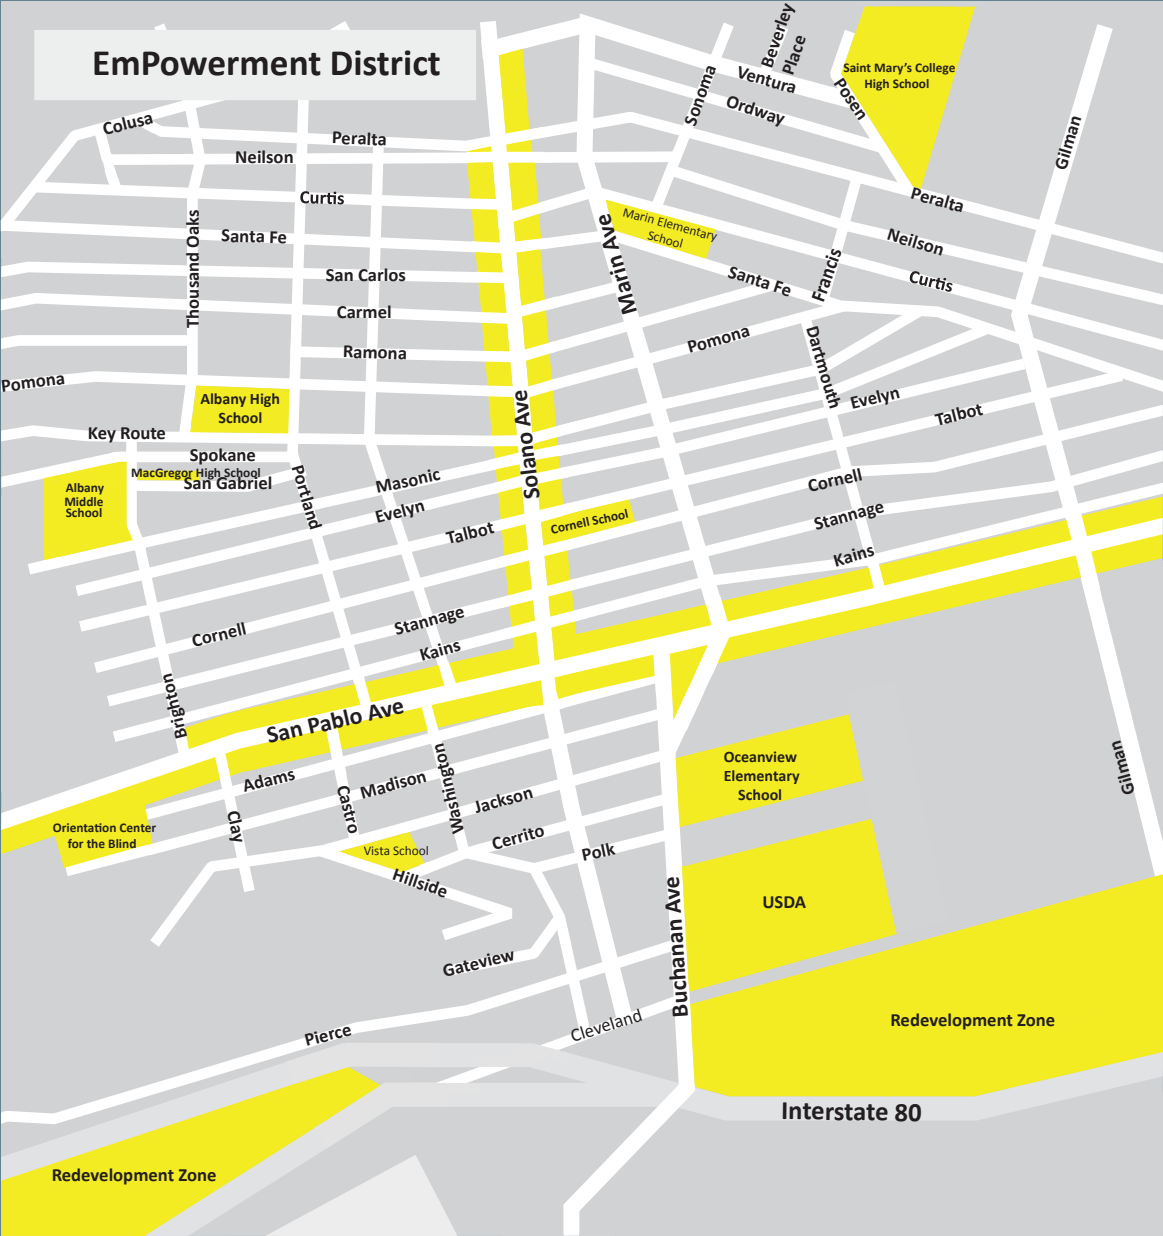 EmPowerment District
Beverley
Place
Ventura
Ordway
Sonoma
Posen
Saint Mary's College
High School
Gilman
Colusa
Peralta
Neilson
Curtis
Santa Fe
San Carlos
Carmel
Ramona
Thousand Oaks
Marin Elementary
School
Marin Ave
Santa Fe
Francis
Peralta
Neilson
Curtis
Pomona
Dartmouth
Evelyn
Talbot
Cornell
Stannage
Kains
Pomona
Albany High
School
Key Route
Spokane
MacGregor High School
San Gabriel
Albany
Middle
School
Portland
Masonic
Evelyn
Talbot
Solano Ave
Cornell School
Cornell
Stannage
Kains
Brighton
San Pablo Ave
Adams
Madison
Jackson
Cerrito
Polk
Washington
Castro
Clay
Orientation Center
for the Blind
Vista School
Hillside
Gateview
Pierce
Cleveland
Buchanan Ave
Oceanview
Elementary
School
USDA
Gilman
Redevelopment Zone
Interstate 80
Redevelopment Zone